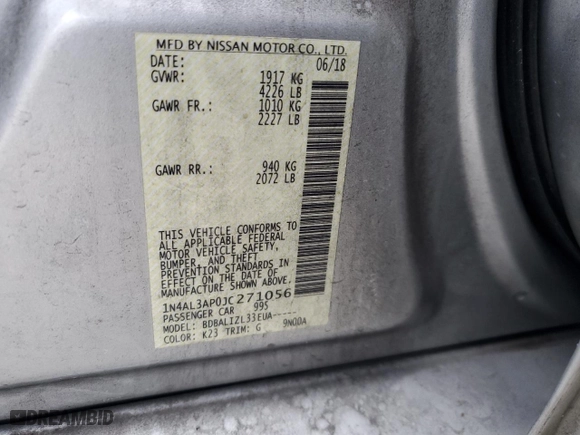 MFD BY NISSAN MOTOR CO., LTD.
DATE: 06/18
GVWR: 1917 KG
4226 LB
GAWR FR.: 1010 KG
2227 LB
GAWR RR.: 940 KG
2072 LB
THIS VEHICLE CONFORMS TO
ALL APPLICABLE FEDERAL
MOTOR VEHICLE SAFETY,
BUMPER, AND THEFT
PREVENTION STANDARDS IN
EFFECT ON THE DATE OF
MANUFACTURE SHOWN ABOVE.
1N4AL3AP0JC271056
PASSENGER CAR 995
MODEL: BDBALIZL33EUA-----
COLOR: K23 TRIM: G 9N00A
DREAMBID